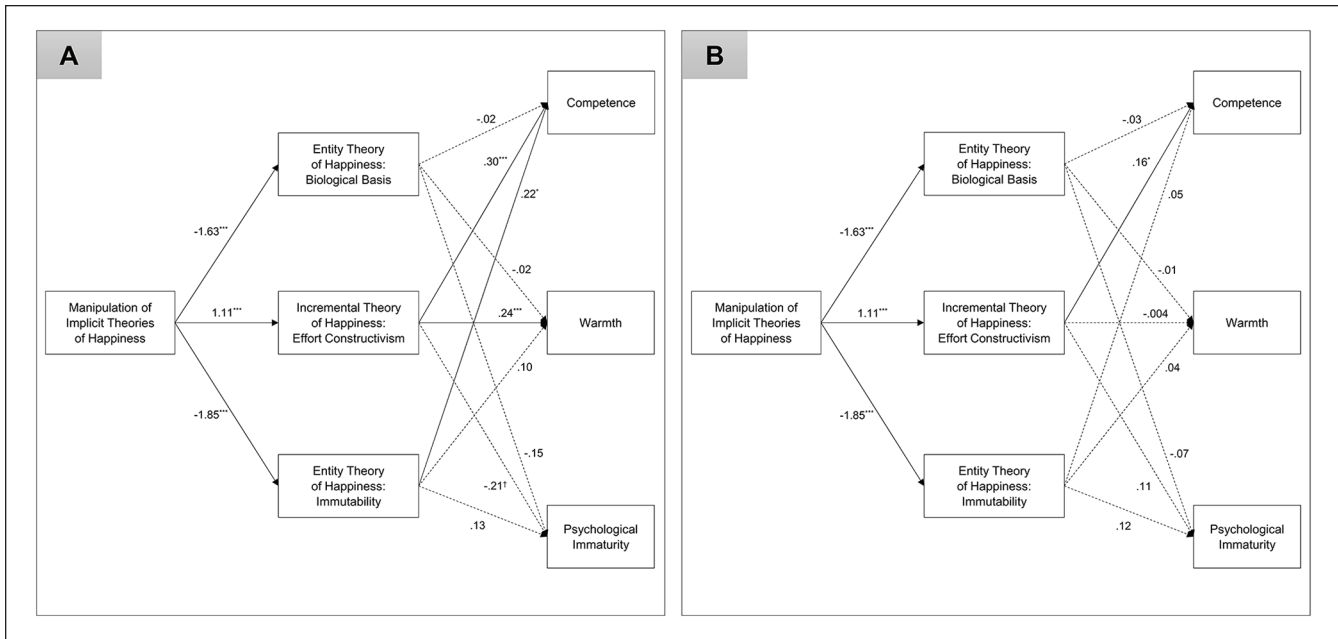 A
Competence
-.02
Entity Theory
of Happiness:
Biological Basis
.30***
.22*
-1.63***
-.02
Manipulation of
Implicit Theories
of Happiness
1.11***
Incremental Theory
of Happiness:
Effort Constructivism
.24***
Warmth
.10
-1.85***
Entity Theory
of Happiness:
Immutability
-.15
-.21†
.13
Psychological
Immaturity
B
Competence
-.03
Entity Theory
of Happiness:
Biological Basis
.16*
.05
-1.63***
-.01
Manipulation of
Implicit Theories
of Happiness
1.11***
Incremental Theory
of Happiness:
Effort Constructivism
-.004
Warmth
.04
-1.85***
Entity Theory
of Happiness:
Immutability
-.07
.11
.12
Psychological
Immaturity